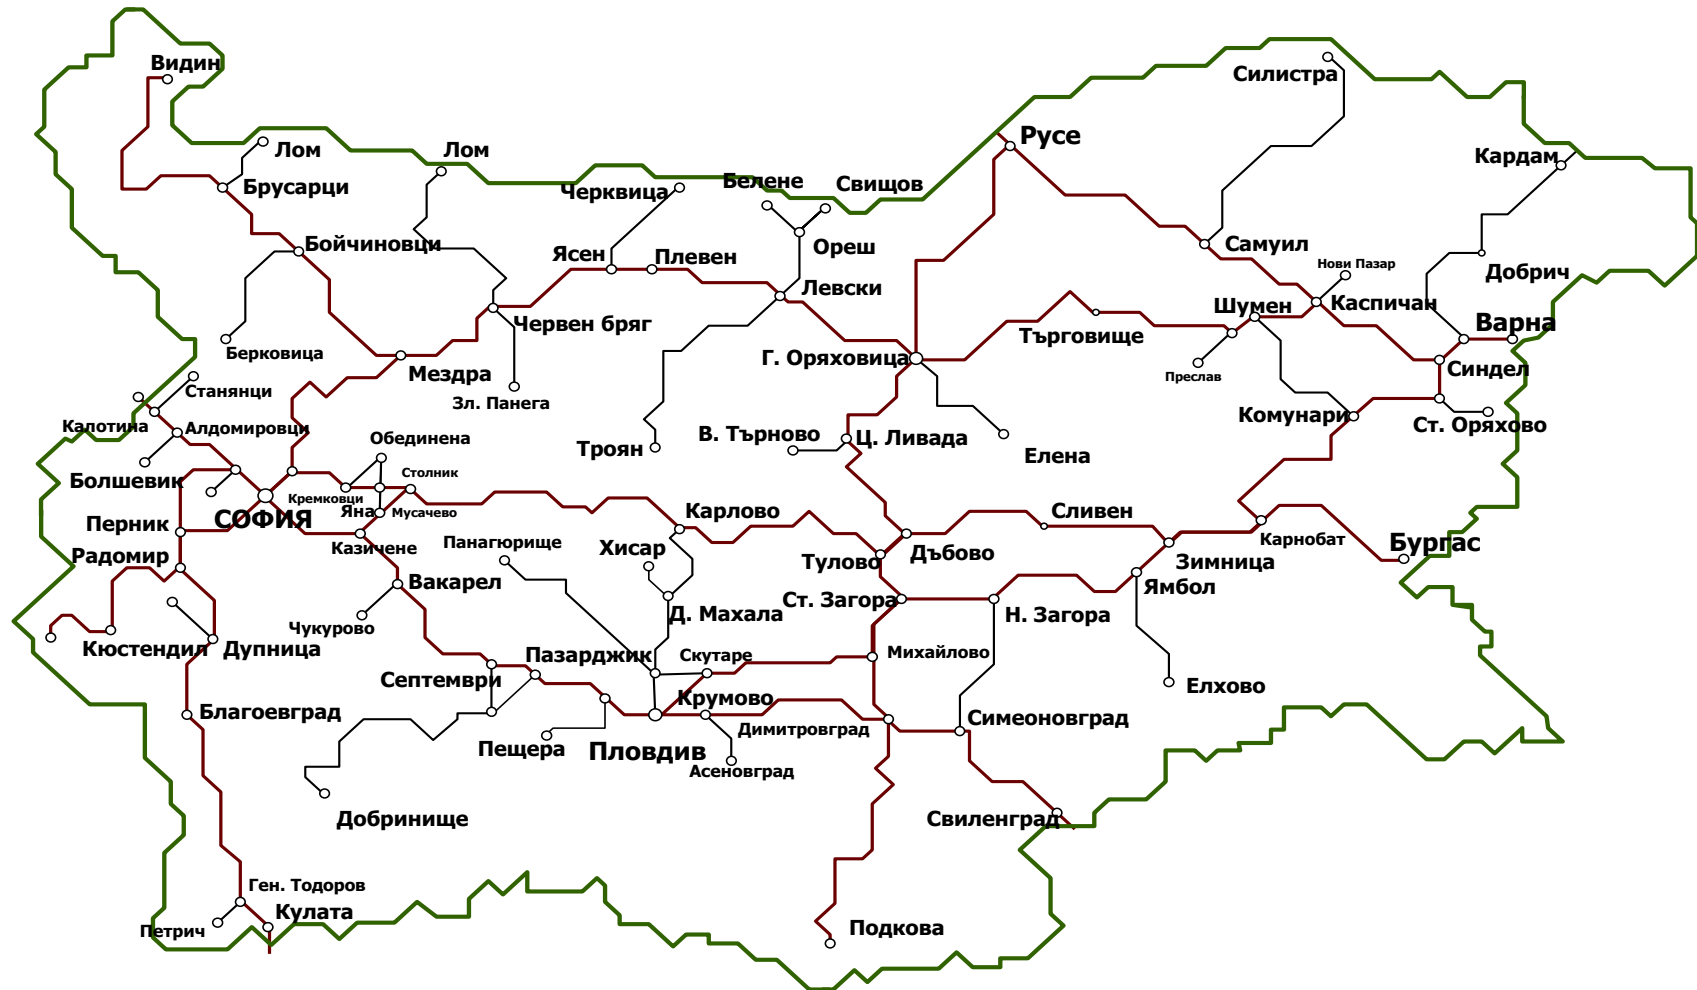 Видин
Силистра
Русе
Лом
Лом
Кардам
Брусарци
Черквица
Белене
Свищов
Бойчиновци
Ясен
Плевен
Ореш
Самуил
Нови Пазар
Добрич
Левски
Шумен
Каспичан
Червен бряг
Търговище
Варна
Берковица
Г. Оряховица
Мездра
Преслав
Синдел
Станянци
Зл. Панега
Калотина
Алдомировци
Обединена
Троян
В. Търново
Ц. Ливада
Елена
Комунари
Ст. Оряхово
Болшевик
Столник
Кремковци
Яна
Мусачево
Перник
СОФИЯ
Карлово
Сливен
Казичене
Панагюрище
Хисар
Дъбово
Карнобат
Бургас
Радомир
Тулово
Зимница
Вакарел
Ямбол
Ст. Загора
Д. Махала
Н. Загора
Чукурово
Кюстендил
Дупница
Пазарджик
Скутаре
Михайлово
Септември
Елхово
Крумово
Благоевград
Симеоновград
Димитровград
Пещера
Пловдив
Асеновград
Добринище
Свиленград
Ген. Тодоров
Кулата
Петрич
Подкова